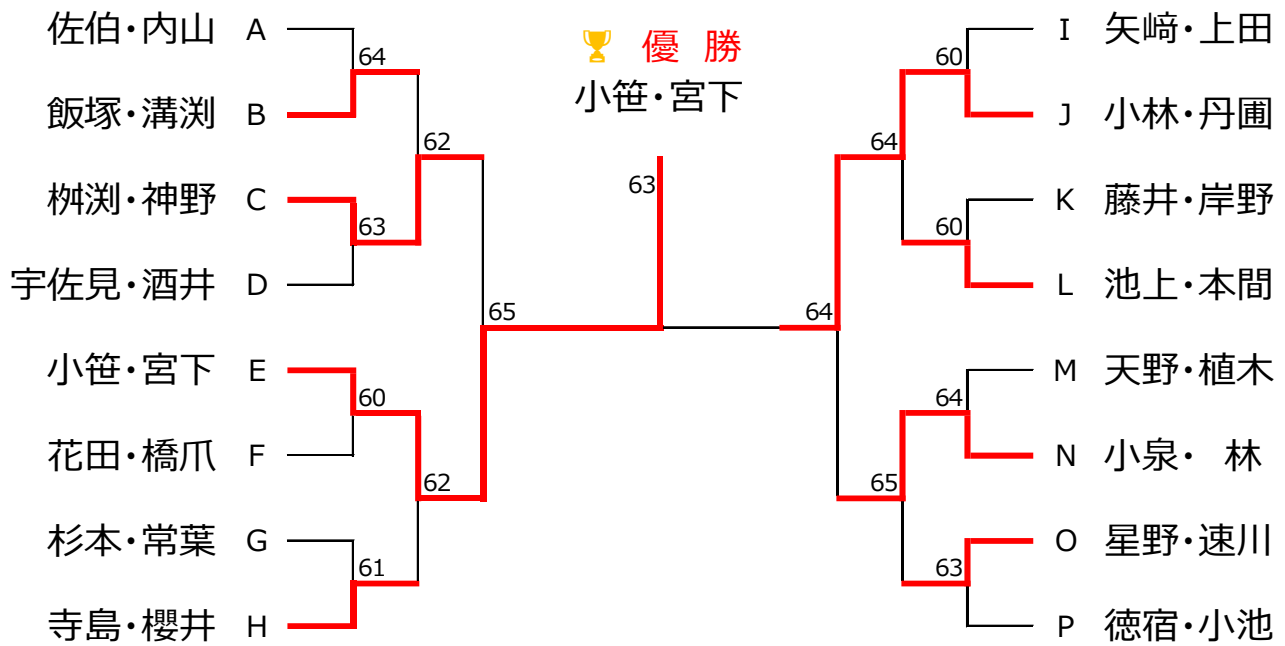 優 勝
小笹・宮下
佐伯・内山 A
飯塚・溝渕 B
桝渕・神野 C
宇佐見・酒井 D
小笹・宮下 E
花田・橋爪 F
杉本・常葉 G
寺島・櫻井 H
64
63
60
61
62
62
65
63
64
64
65
60
60
64
63
I 矢﨑・上田
J 小林・丹圃
K 藤井・岸野
L 池上・本間
M 天野・植木
N 小泉・ 林
O 星野・速川
P 徳宿・小池